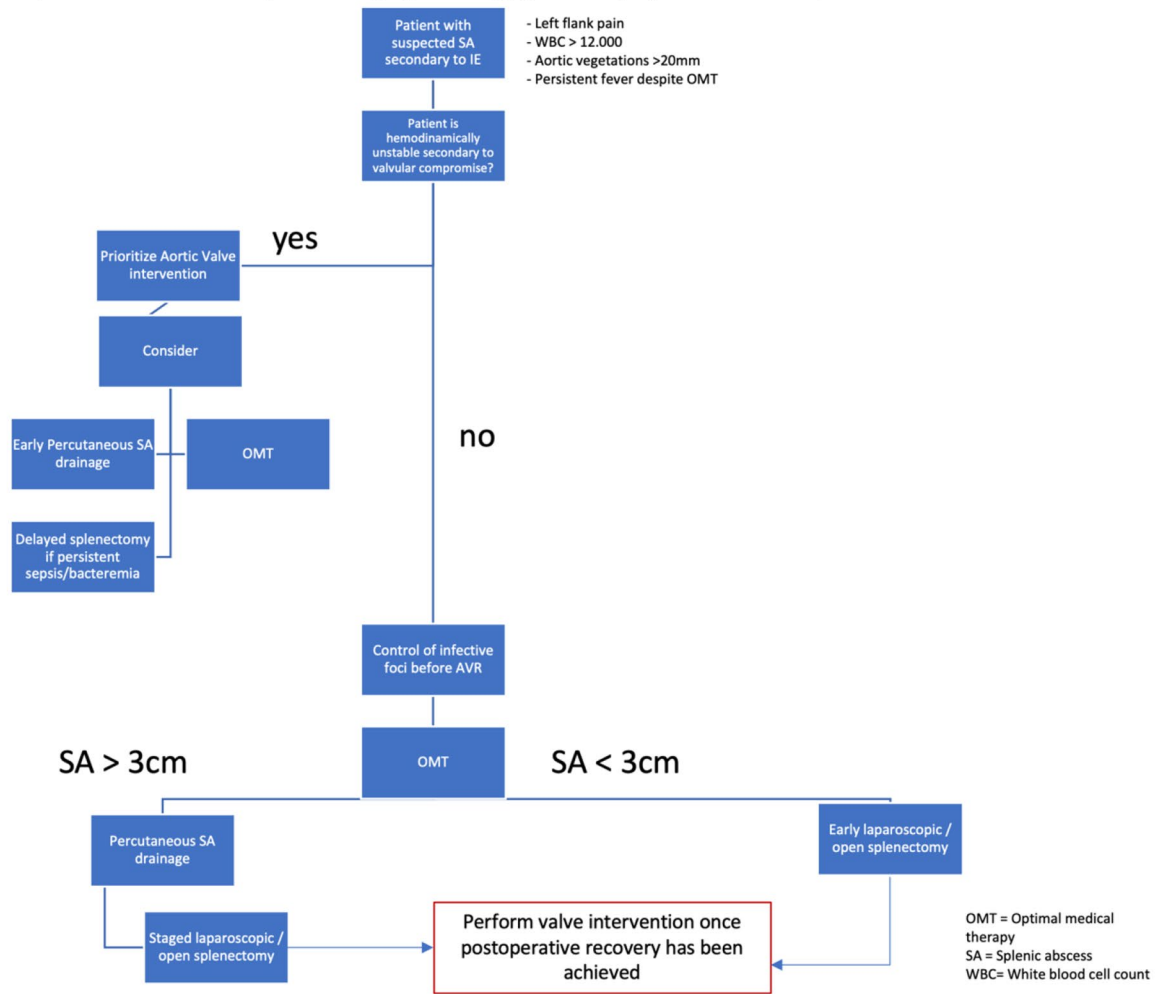 Patient with
suspected SA
secondary to IE
- Left flank pain
- WBC > 12.000
- Aortic vegetations >20mm
- Persistent fever despite OMT
Patient is
hemodinamically
unstable secondary to
valvular compromise?
yes
Prioritize Aortic Valve
intervention
Consider
Early Percutaneous SA
drainage
OMT
Delayed splenectomy
if persistent
sepsis/bacteremia
no
Control of infective
foci before AVR
OMT
SA > 3cm
SA < 3cm
Percutaneous SA
drainage
Early laparoscopic /
open splenectomy
Staged laparoscopic /
open splenectomy
Perform valve intervention once
postoperative recovery has been
achieved
OMT = Optimal medical
therapy
SA = Splenic abscess
WBC= White blood cell count